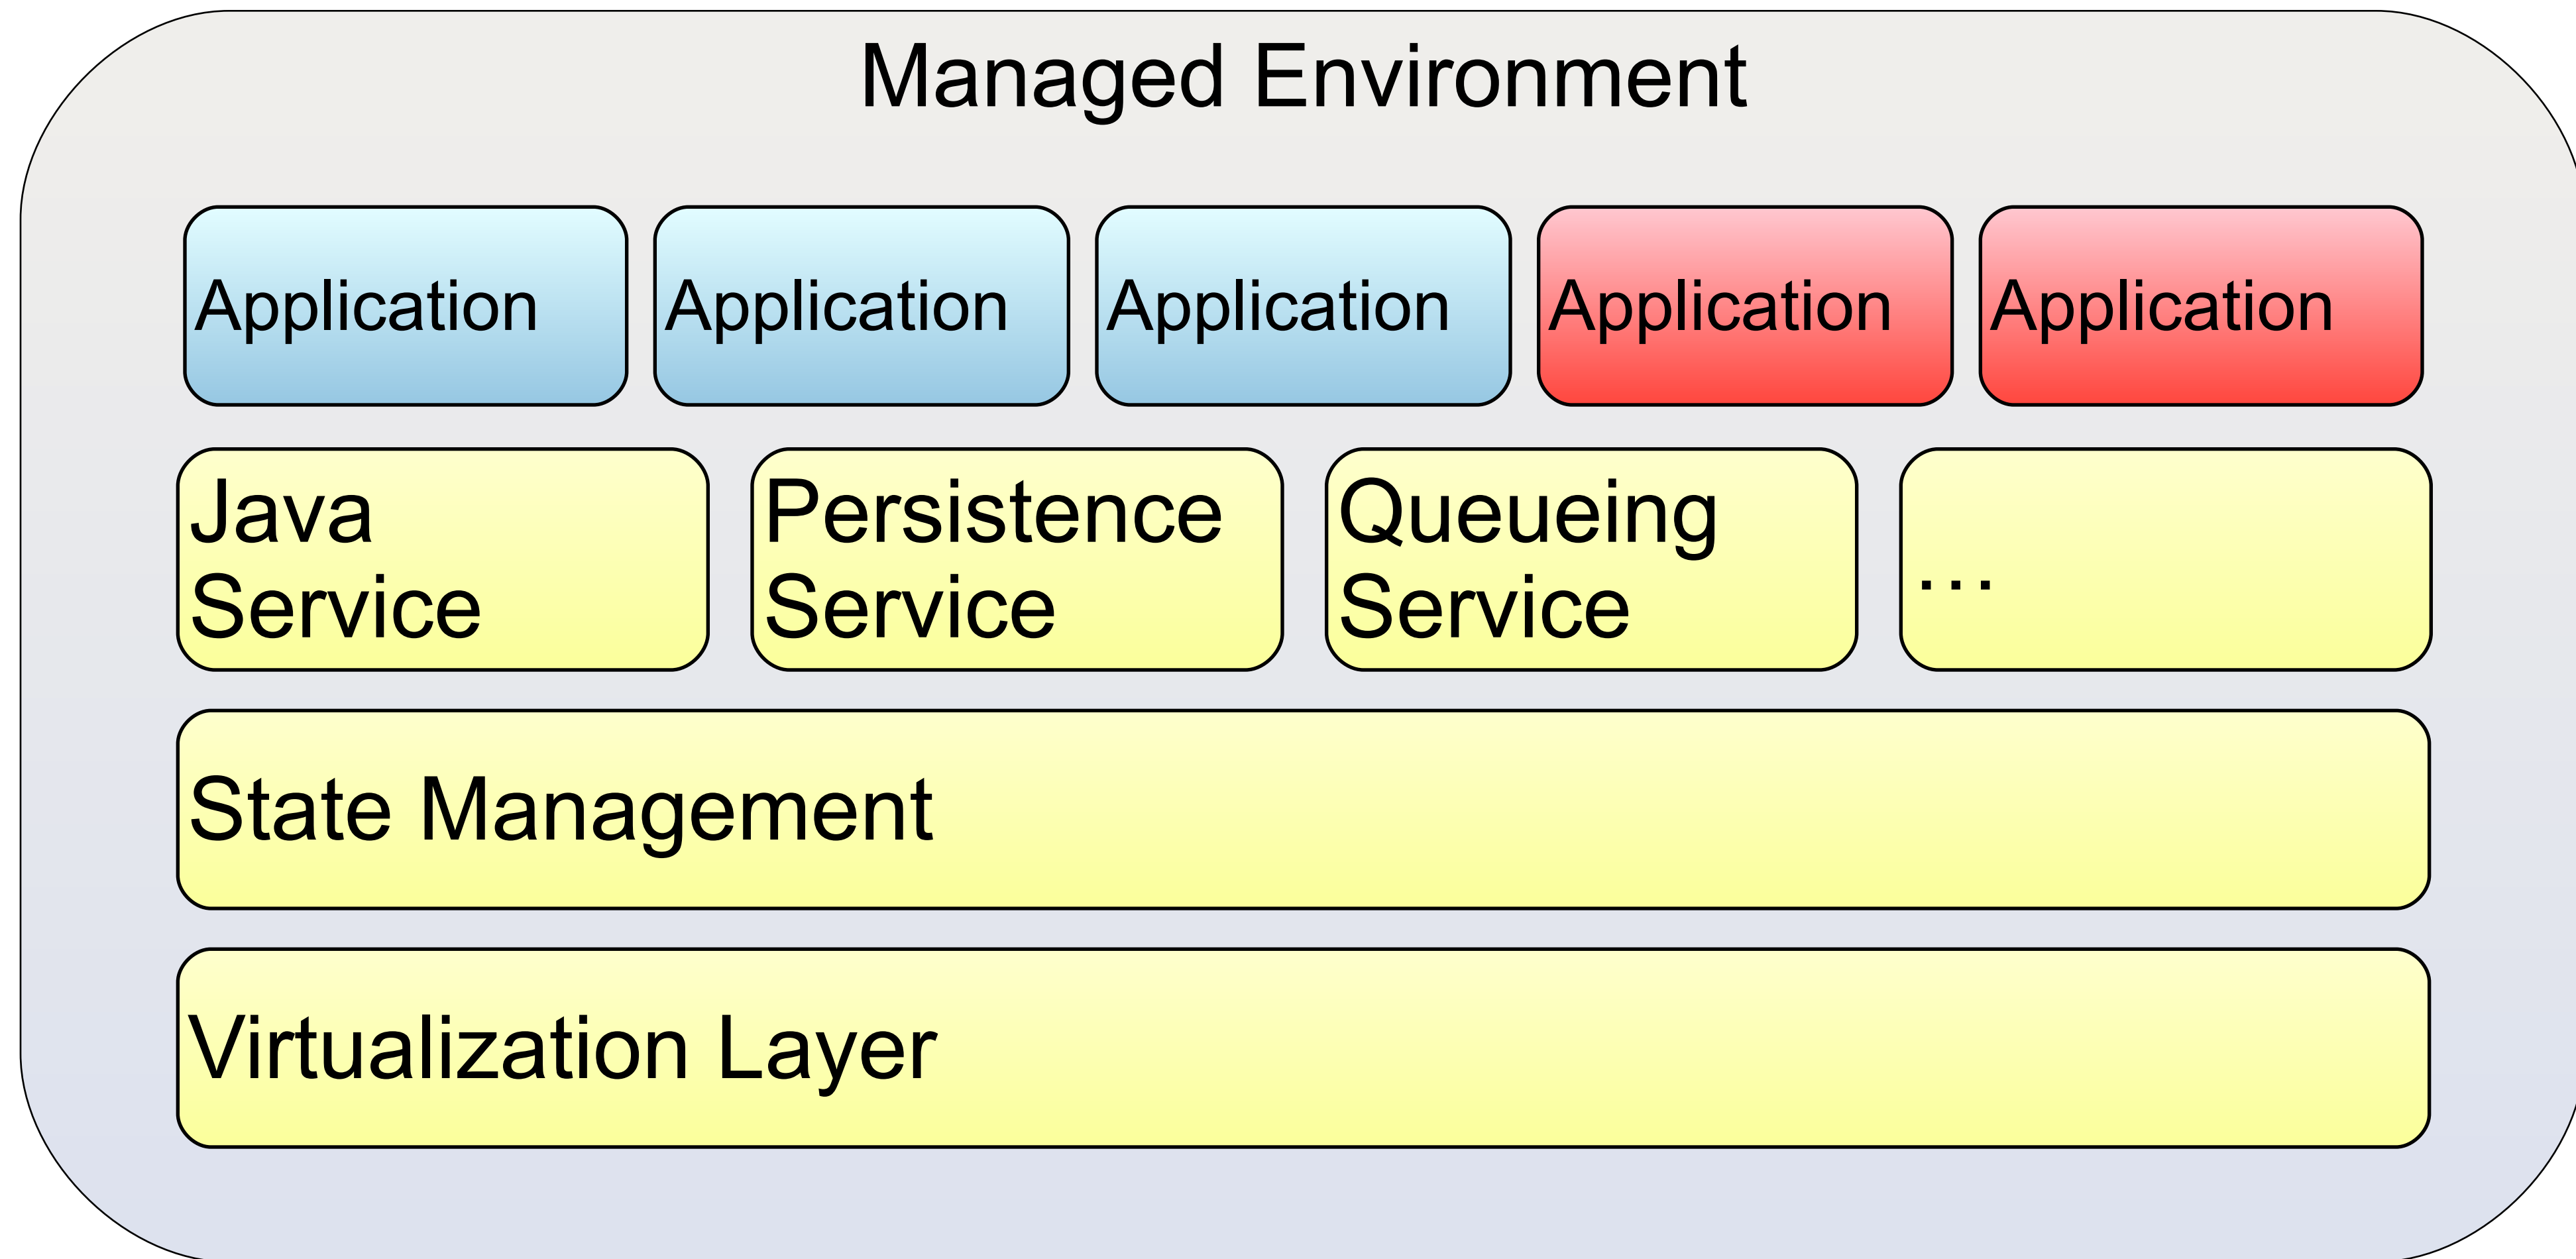 Managed Environment
Application
Application
Application
Application
Application
Java
Service
Persistence
Service
Queueing
Service
...
State Management
Virtualization Layer